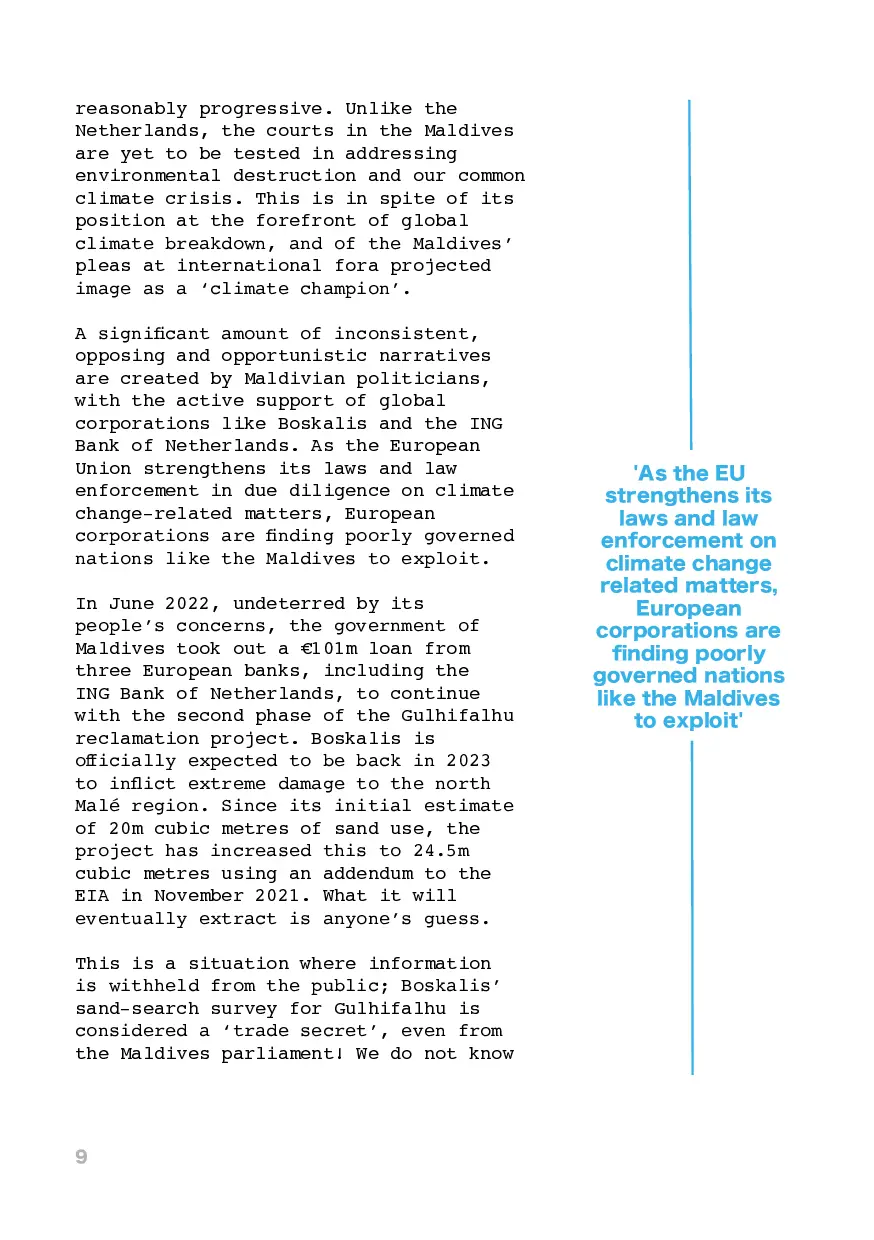 reasonably progressive. Unlike the
Netherlands, the courts in the Maldives
are yet to be tested in addressing
environmental destruction and our common
climate crisis. This is in spite of its
position at the forefront of global
climate breakdown, and of the Maldives’
pleas at international fora projected
image as a ‘climate champion’.

A significant amount of inconsistent,
opposing and opportunistic narratives
are created by Maldivian politicians,
with the active support of global
corporations like Boskalis and the ING
Bank of Netherlands. As the European
Union strengthens its laws and law
enforcement in due diligence on climate
change-related matters, European
corporations are finding poorly governed
nations like the Maldives to exploit.

In June 2022, undeterred by its
people’s concerns, the government of
Maldives took out a €101m loan from
three European banks, including the
ING Bank of Netherlands, to continue
with the second phase of the Gulhifalhu
reclamation project. Boskalis is
officially expected to be back in 2023
to inflict extreme damage to the north
Malé region. Since its initial estimate
of 20m cubic metres of sand use, the
project has increased this to 24.5m
cubic metres using an addendum to the
EIA in November 2021. What it will
eventually extract is anyone’s guess.

This is a situation where information
is withheld from the public; Boskalis’
sand-search survey for Gulhifalhu is
considered a ‘trade secret’, even from
the Maldives parliament! We do not know

'As the EU
strengthens its
laws and law
enforcement on
climate change
related matters,
European
corporations are
finding poorly
governed nations
like the Maldives
to exploit'

9